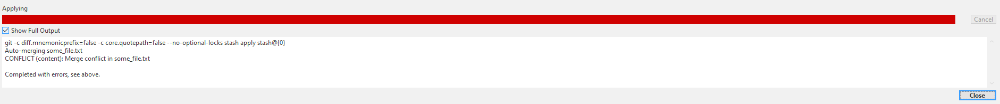 Applying
Cancel
Show Full Output
git -c diff.mnemonicprefix=false -c core.quotepath=false --no-optional-locks stash apply stash@{0}
Auto-merging some_file.txt
CONFLICT (content): Merge conflict in some_file.txt
Completed with errors, see above.
Close